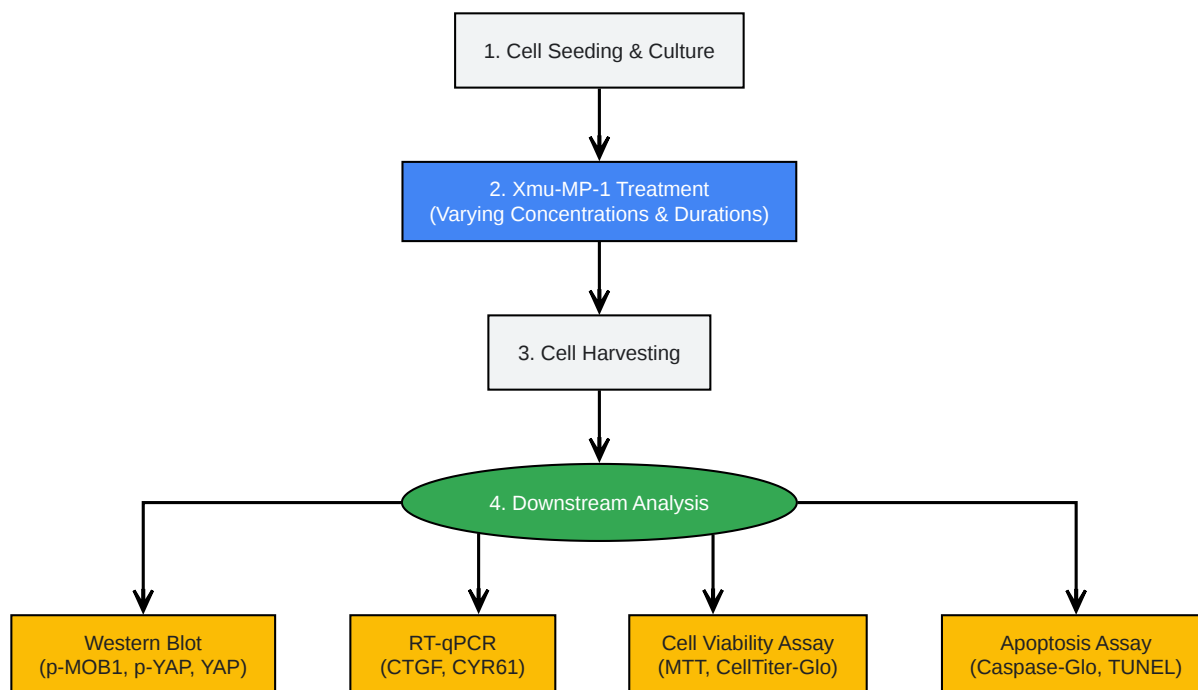 1. Cell Seeding & Culture
2. Xmu-MP-1 Treatment
(Varying Concentrations & Durations)
3. Cell Harvesting
4. Downstream Analysis
Western Blot
(p-MOB1, p-YAP, YAP)
RT-qPCR
(CTGF, CYR61)
Cell Viability Assay
(MTT, CellTiter-Glo)
Apoptosis Assay
(Caspase-Glo, TUNEL)